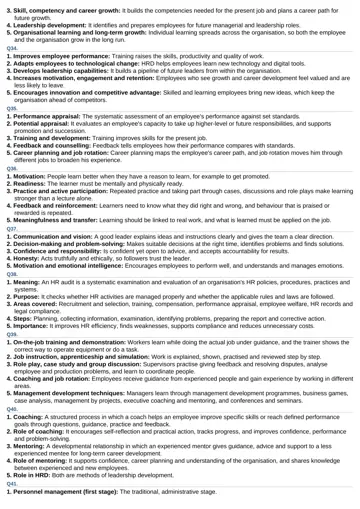 3. Skill, competency and career growth: It builds the competencies needed for the present job and plans a career path for
future growth.
4. Leadership development: It identifies and prepares employees for future managerial and leadership roles.
5. Organisational learning and long-term growth: Individual learning spreads across the organisation, so both the employee
and the organisation grow in the long run.
Q34.
1. Improves employee performance: Training raises the skills, productivity and quality of work.
2. Adapts employees to technological change: HRD helps employees learn new technology and digital tools.
3. Develops leadership capabilities: It builds a pipeline of future leaders from within the organisation.
4. Increases motivation, engagement and retention: Employees who see growth and career development feel valued and are
less likely to leave.
5. Encourages innovation and competitive advantage: Skilled and learning employees bring new ideas, which keep the
organisation ahead of competitors.
Q35.
1. Performance appraisal: The systematic assessment of an employee's performance against set standards.
2. Potential appraisal: It evaluates an employee's capacity to take up higher-level or future responsibilities, and supports
promotion and succession.
3. Training and development: Training improves skills for the present job.
4. Feedback and counselling: Feedback tells employees how their performance compares with standards.
5. Career planning and job rotation: Career planning maps the employee's career path, and job rotation moves him through
different jobs to broaden his experience.
Q36.
1. Motivation: People learn better when they have a reason to learn, for example to get promoted.
2. Readiness: The learner must be mentally and physically ready.
3. Practice and active participation: Repeated practice and taking part through cases, discussions and role plays make learning
stronger than a lecture alone.
4. Feedback and reinforcement: Learners need to know what they did right and wrong, and behaviour that is praised or
rewarded is repeated.
5. Meaningfulness and transfer: Learning should be linked to real work, and what is learned must be applied on the job.
Q37.
1. Communication and vision: A good leader explains ideas and instructions clearly and gives the team a clear direction.
2. Decision-making and problem-solving: Makes suitable decisions at the right time, identifies problems and finds solutions.
3. Confidence and responsibility: Is confident yet open to advice, and accepts accountability for results.
4. Honesty: Acts truthfully and ethically, so followers trust the leader.
5. Motivation and emotional intelligence: Encourages employees to perform well, and understands and manages emotions.
Q38.
1. Meaning: An HR audit is a systematic examination and evaluation of an organisation's HR policies, procedures, practices and
systems.
2. Purpose: It checks whether HR activities are managed properly and whether the applicable rules and laws are followed.
3. Areas covered: Recruitment and selection, training, compensation, performance appraisal, employee welfare, HR records and
legal compliance.
4. Steps: Planning, collecting information, examination, identifying problems, preparing the report and corrective action.
5. Importance: It improves HR efficiency, finds weaknesses, supports compliance and reduces unnecessary costs.
Q39.
1. On-the-job training and demonstration: Workers learn while doing the actual job under guidance, and the trainer shows the
correct way to operate equipment or do a task.
2. Job instruction, apprenticeship and simulation: Work is explained, shown, practised and reviewed step by step.
3. Role play, case study and group discussion: Supervisors practise giving feedback and resolving disputes, analyse
employee and production problems, and learn to coordinate people.
4. Coaching and job rotation: Employees receive guidance from experienced people and gain experience by working in different
areas.
5. Management development techniques: Managers learn through management development programmes, business games,
case analysis, management by projects, executive coaching and mentoring, and conferences and seminars.
Q40.
1. Coaching: A structured process in which a coach helps an employee improve specific skills or reach defined performance
goals through questions, guidance, practice and feedback.
2. Role of coaching: It encourages self-reflection and practical action, tracks progress, and improves confidence, performance
and problem-solving.
3. Mentoring: A developmental relationship in which an experienced mentor gives guidance, advice and support to a less
experienced mentee for long-term career development.
4. Role of mentoring: It supports confidence, career planning and understanding of the organisation, and shares knowledge
between experienced and new employees.
5. Role in HRD: Both are methods of leadership development.
Q41.
1. Personnel management (first stage): The traditional, administrative stage.